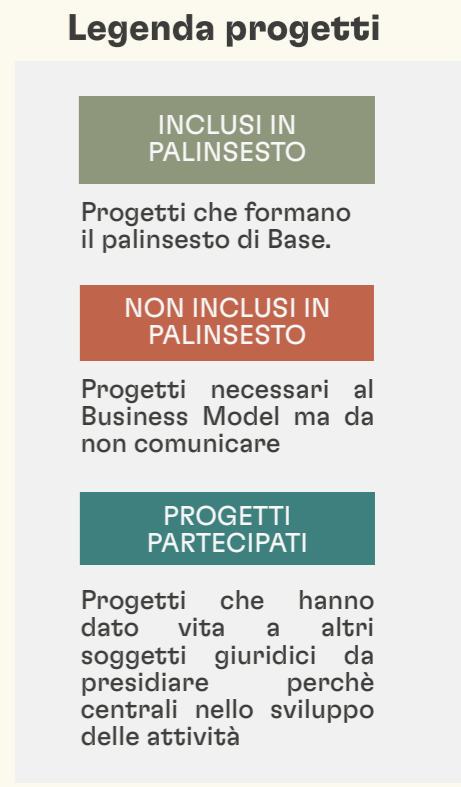 Legenda progetti
INCLUSI IN
PALINSESTO
Progetti che formano
il palinsesto di Base.
NON INCLUSI IN
PALINSESTO
Progetti necessari al
Business Model ma da
non comunicare
PROGETTI
PARTECIPATI
Progetti che hanno
dato vita a altri
soggetti giuridici da
presidiare perchè
centrali nello sviluppo
delle attività